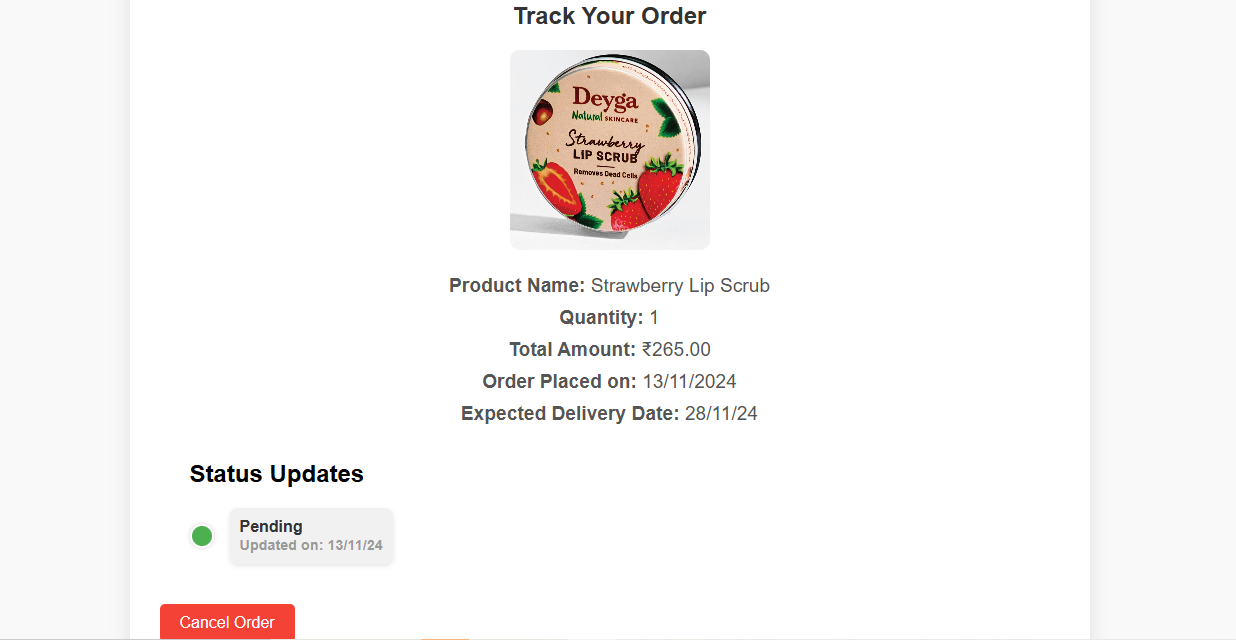 Track Your Order
Deyga
Natural SKINCARE
Strawberry
LIP SCRUB
Removes Dead Cells
Product Name: Strawberry Lip Scrub
Quantity: 1
Total Amount: ₹265.00
Order Placed on: 13/11/2024
Expected Delivery Date: 28/11/24
Status Updates
Pending
Updated on: 13/11/24
Cancel Order